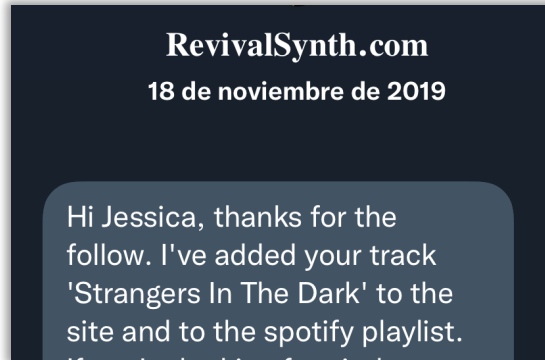 RevivalSynth.com
18 de noviembre de 2019
Hi Jessica, thanks for the
follow. I've added your track
'Strangers In The Dark' to the
site and to the spotify playlist.